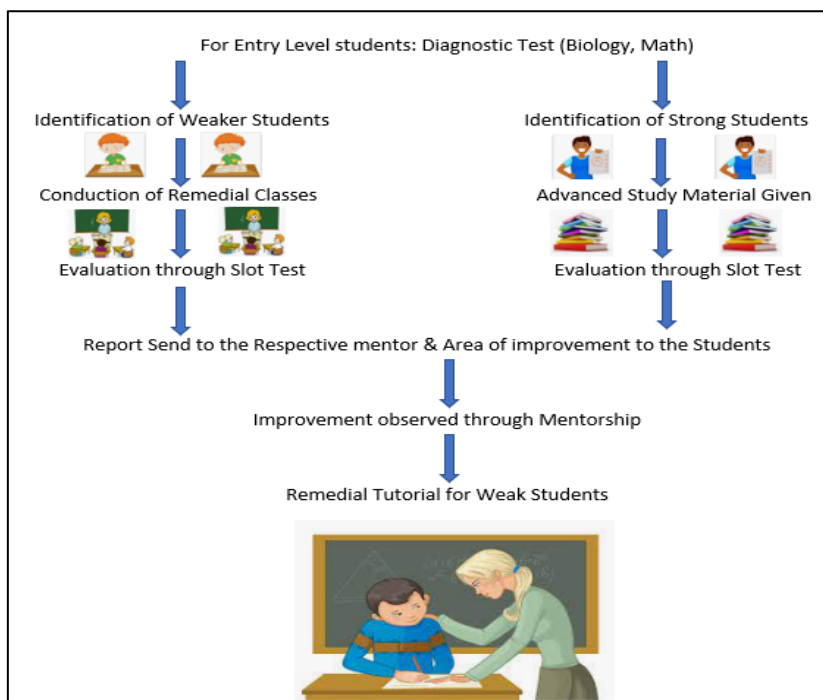 For Entry Level students: Diagnostic Test (Biology, Math)
Identification of Weaker Students
Identification of Strong Students
Conduction of Remedial Classes
Advanced Study Material Given
Evaluation through Slot Test
Evaluation through Slot Test
Report Send to the Respective mentor & Area of improvement to the Students
Improvement observed through Mentorship
Remedial Tutorial for Weak Students